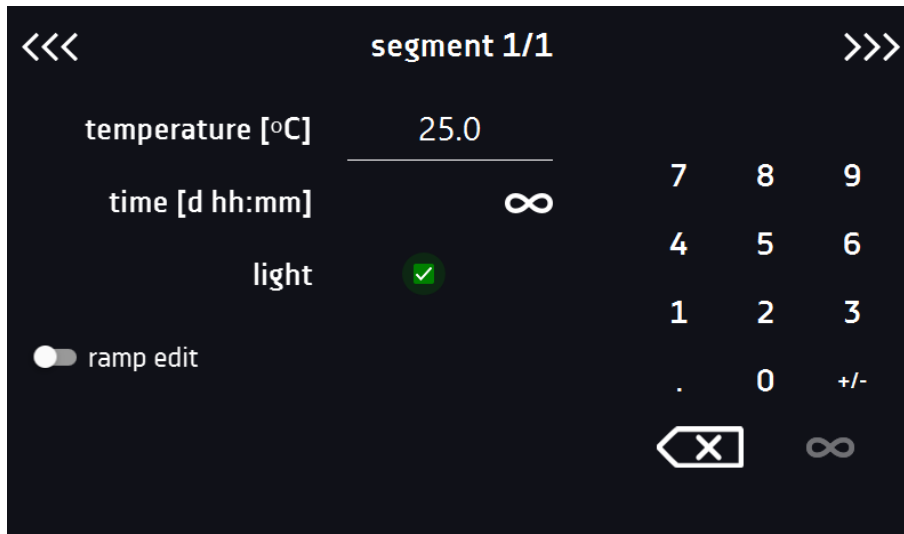 <<< segment 1/1 >>>
temperature [°C] 25.0
time [d hh:mm] ∞
light
ramp edit
7 8 9
4 5 6
1 2 3
. 0 +/-
∞